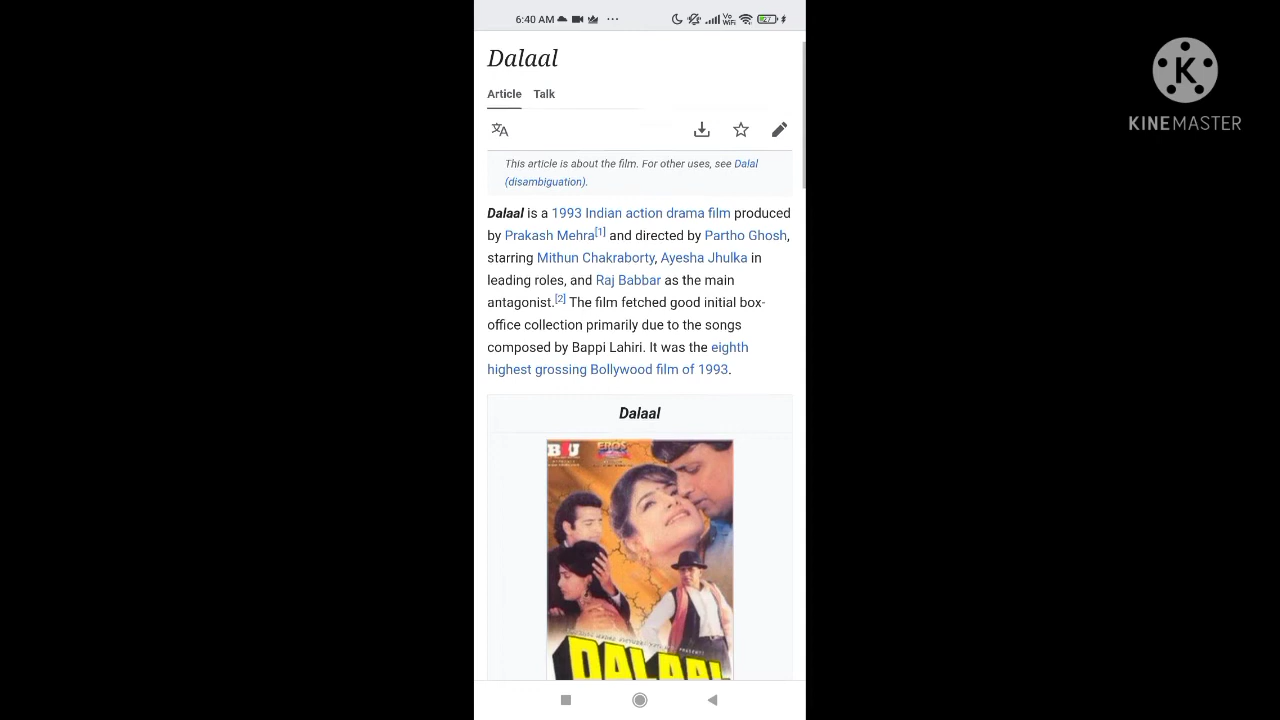 6:40 AM
Vo
WiFi
27
Dalaal
Article Talk
This article is about the film. For other uses, see Dalal
(disambiguation).
Dalaal is a 1993 Indian action drama film produced
by Prakash Mehra[1] and directed by Partho Ghosh,
starring Mithun Chakraborty, Ayesha Jhulka in
leading roles, and Raj Babbar as the main
antagonist.[2] The film fetched good initial box-
office collection primarily due to the songs
composed by Bappi Lahiri. It was the eighth
highest grossing Bollywood film of 1993.
Dalaal
EROS
DALAAL
K
KINEMASTER